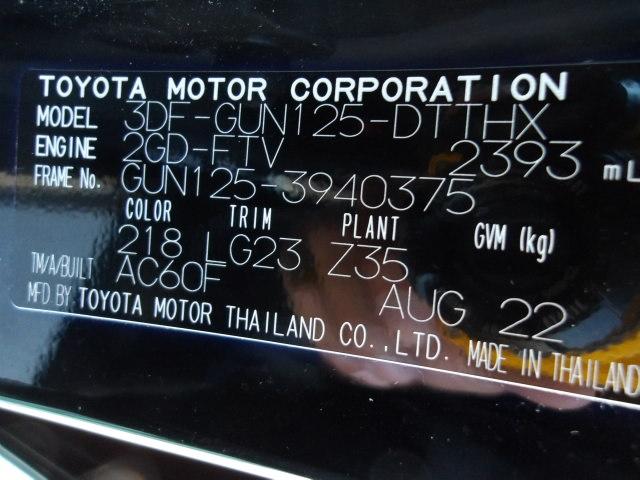 TOYOTA MOTOR CORPORATION
MODEL 3DF-GUN125-DTTHX
ENGINE 2GD-FTV 2393 mL
FRAME No. GUN125-3940375
COLOR TRIM PLANT GVM (kg)
218 LG23 Z35
TM/A/BUILT AC60F AUG 22
MFD BY TOYOTA MOTOR THAILAND CO.,LTD. MADE IN THAILAND